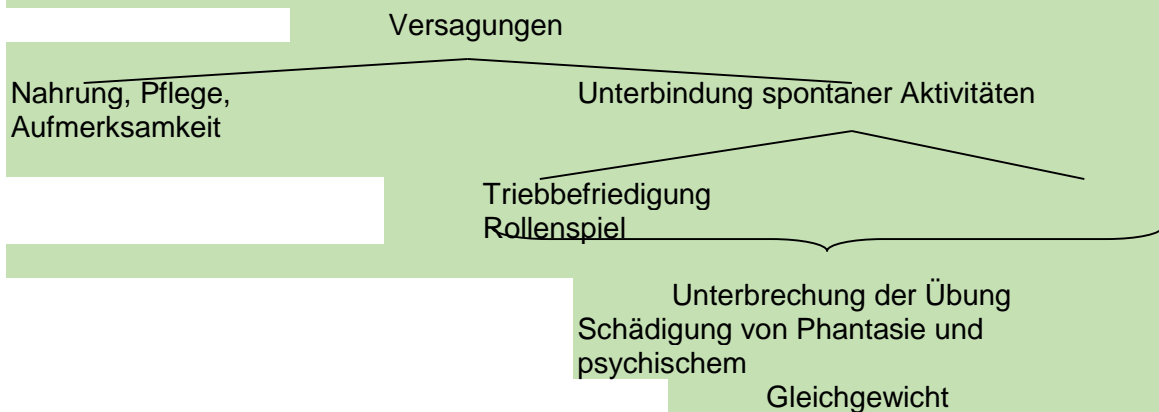 Versagungen
Nahrung, Pflege,
Aufmerksamkeit
Unterbindung spontaner Aktivitäten
Triebbefriedigung
Rollenspiel
Unterbrechung der Übung
Schädigung von Phantasie und
psychischem
Gleichgewicht